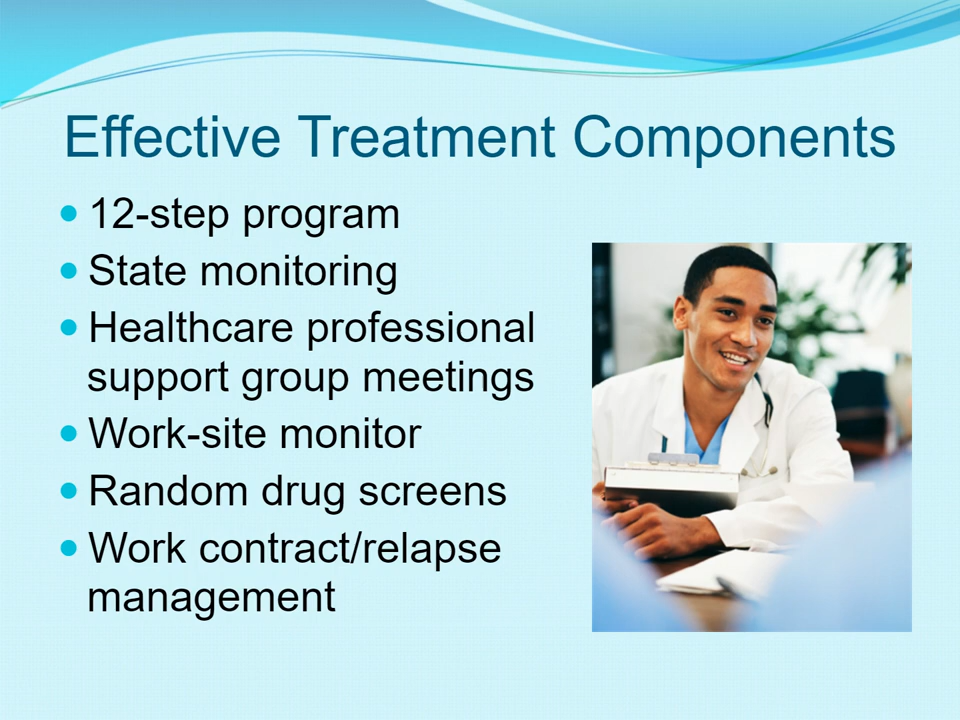 Effective Treatment Components
• 12-step program
• State monitoring
• Healthcare professional
support group meetings
• Work-site monitor
• Random drug screens
• Work contract/relapse
management